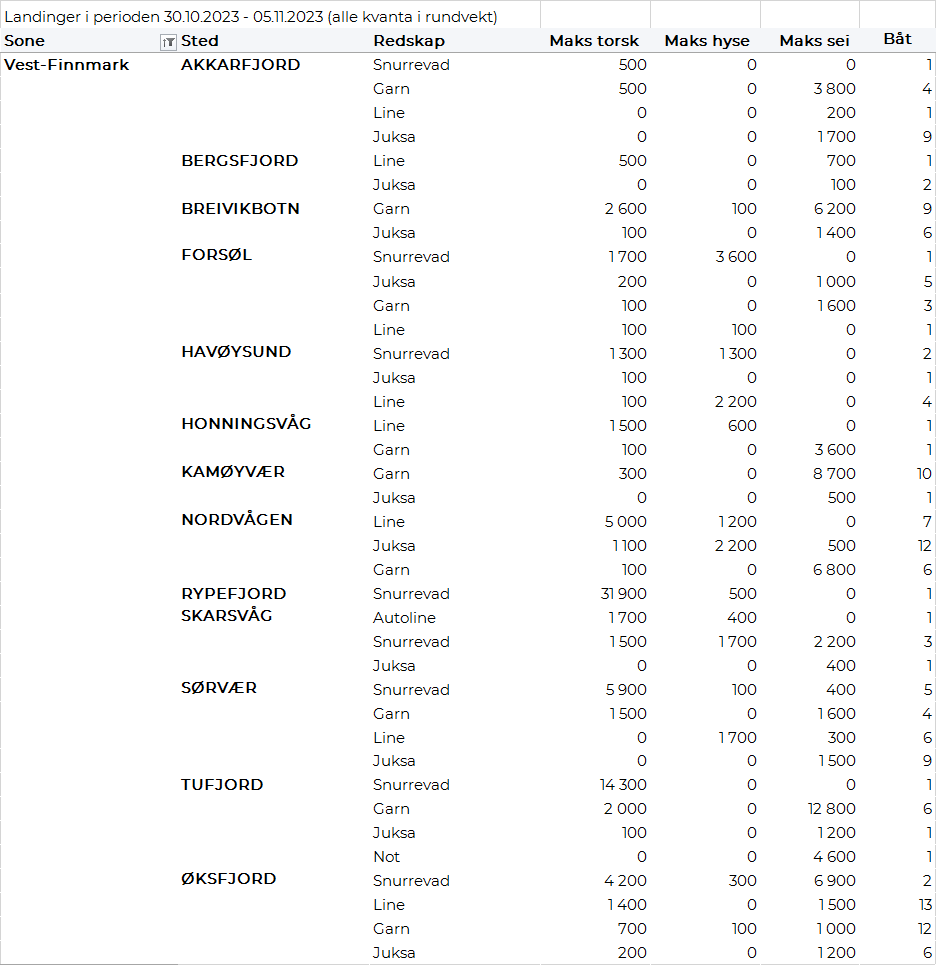 Landinger i perioden 30.10.2023 - 05.11.2023 (alle kvanta i rundvekt)
Sone Sted Redskap Maks torsk Maks hyse Maks sei Båt
Vest-Finnmark AKKARFJORD Snurrevad 500 0 0 1
Garn 500 0 3 800 4
Line 0 0 200 1
Juksa 0 0 1 700 9
BERGSFJORD Line 500 0 700 1
Juksa 0 0 100 2
BREIVIKBOTN Garn 2 600 100 6 200 9
Juksa 100 0 1 400 6
FORSØL Snurrevad 1 700 3 600 0 1
Juksa 200 0 1 000 5
Garn 100 0 1 600 3
Line 100 100 0 1
HAVØYSUND Snurrevad 1 300 1 300 0 2
Juksa 100 0 0 1
Line 100 2 200 0 4
HONNINGSVÅG Line 1 500 600 0 1
Garn 100 0 3 600 1
KAMØYVÆR Garn 300 0 8 700 10
Juksa 0 0 500 1
NORDVÅGEN Line 5 000 1 200 0 7
Juksa 1 100 2 200 500 12
Garn 100 0 6 800 6
RYPEFJORD Snurrevad 31 900 500 0 1
SKARSVÅG Autoline 1 700 400 0 1
Snurrevad 1 500 1 700 2 200 3
Juksa 0 0 400 1
SØRVÆR Snurrevad 5 900 100 400 5
Garn 1 500 0 1 600 4
Line 0 1 700 300 6
Juksa 0 0 1 500 9
TUFJORD Snurrevad 14 300 0 0 1
Garn 2 000 0 12 800 6
Juksa 100 0 1 200 1
Not 0 0 4 600 1
ØKSFJORD Snurrevad 4 200 300 6 900 2
Line 1 400 0 1 500 13
Garn 700 100 1 000 12
Juksa 200 0 1 200 6